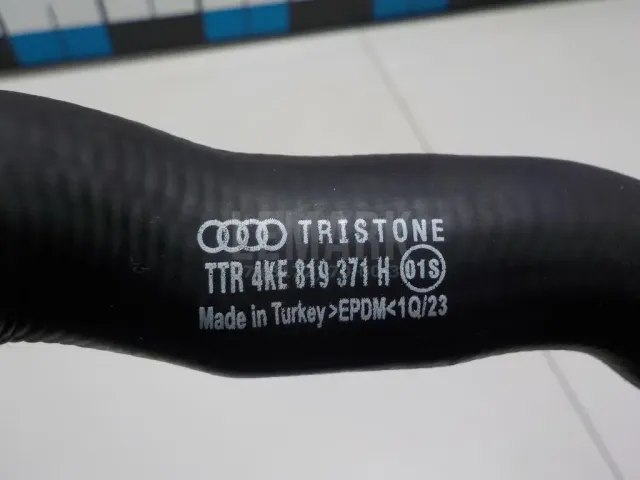 TRISTONE
TTR 4KE 819 371 H 01S
Made in Turkey >EPDM< 1Q/23